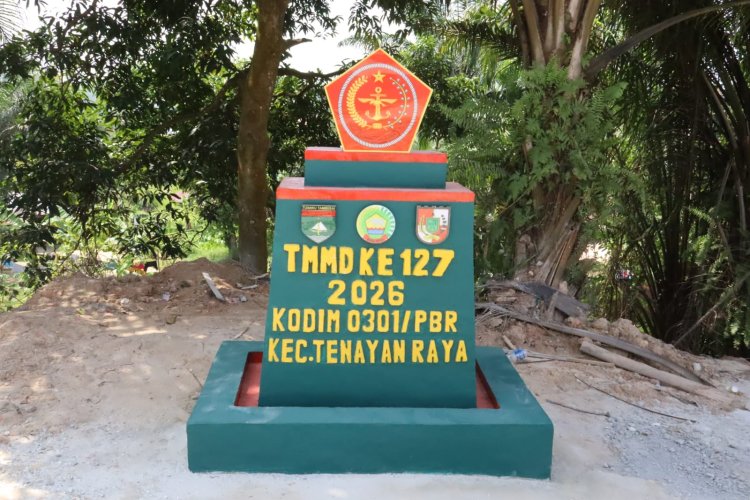 TMMD KE 127
2026
KODIM 0301/PBR
KEC.TENAYAN RAYA